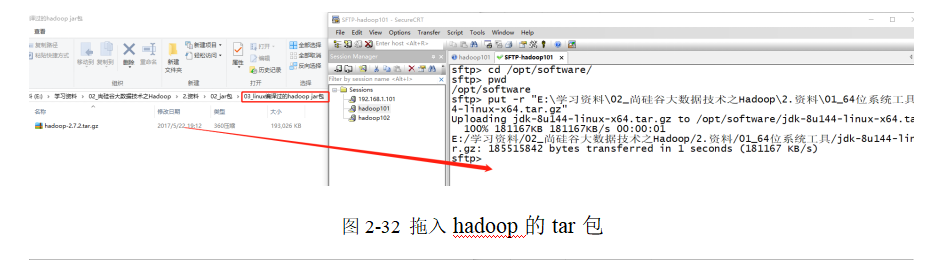 译过的hadoop jar包
查看
复制路径
粘贴快捷方式
移动到 复制到 删除 重命名
新建
文件夹
新建项目
轻松访问
属性
打开
编辑
历史记录
全部选择
全部取消
反向选择
组织 新建 打开 选择
学习资料 > 02_尚硅谷大数据技术之Hadoop > 2.资料 > 02_jar包 > 03_linux编译过的hadoop jar包
名称 修改日期 类型 大小
hadoop-2.7.2.tar.gz 2017/5/22 19:12 360压缩 193,026 KB
SFTP-hadoop101 - SecureCRT
File Edit View Options Transfer Script Tools Window Help
Enter host <Alt+R>
Session Manager
hadoop101 SFTP-hadoop101 x
Filter by session name <Alt+I>
Sessions
192.168.1.101
hadoop101
hadoop102
sftp> cd /opt/software/
sftp> pwd
/opt/software
sftp> put -r "E:\学习资料\02_尚硅谷大数据技术之Hadoop\2.资料\01_64位系统工具
4-linux-x64.tar.gz"
Uploading jdk-8u144-linux-x64.tar.gz to /opt/software/jdk-8u144-linux-x64.ta
100% 181167KB 181167KB/s 00:00:01
E:/学习资料/02_尚硅谷大数据技术之Hadoop/2.资料/01_64位系统工具/jdk-8u144-lin
r.gz: 185515842 bytes transferred in 1 seconds (181167 KB/s)
sftp>
图 2-32 拖入 hadoop 的 tar 包